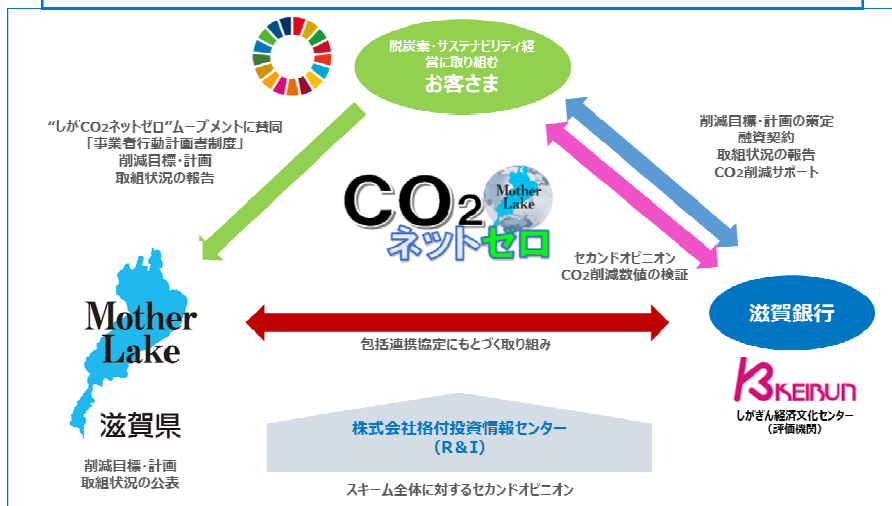 脱炭素・サステナビリティ経
営に取り組む
お客さま
“しがCO2ネットゼロ”ムーブメントに賛同
「事業者行動計画書制度」
削減目標・計画
取組状況の報告
削減目標・計画の策定
融資契約
取組状況の報告
CO2削減サポート
CO2
Mother
Lake
ネットゼロ
セカンドオピニオン
CO2削減数値の検証
Mother
Lake
滋賀県
削減目標・計画
取組状況の公表
包括連携協定にもとづく取り組み
滋賀銀行
KEIBUN
しがぎん経済文化センター
（評価機関）
株式会社格付投資情報センター
（R&I）
スキーム全体に対するセカンドオピニオン